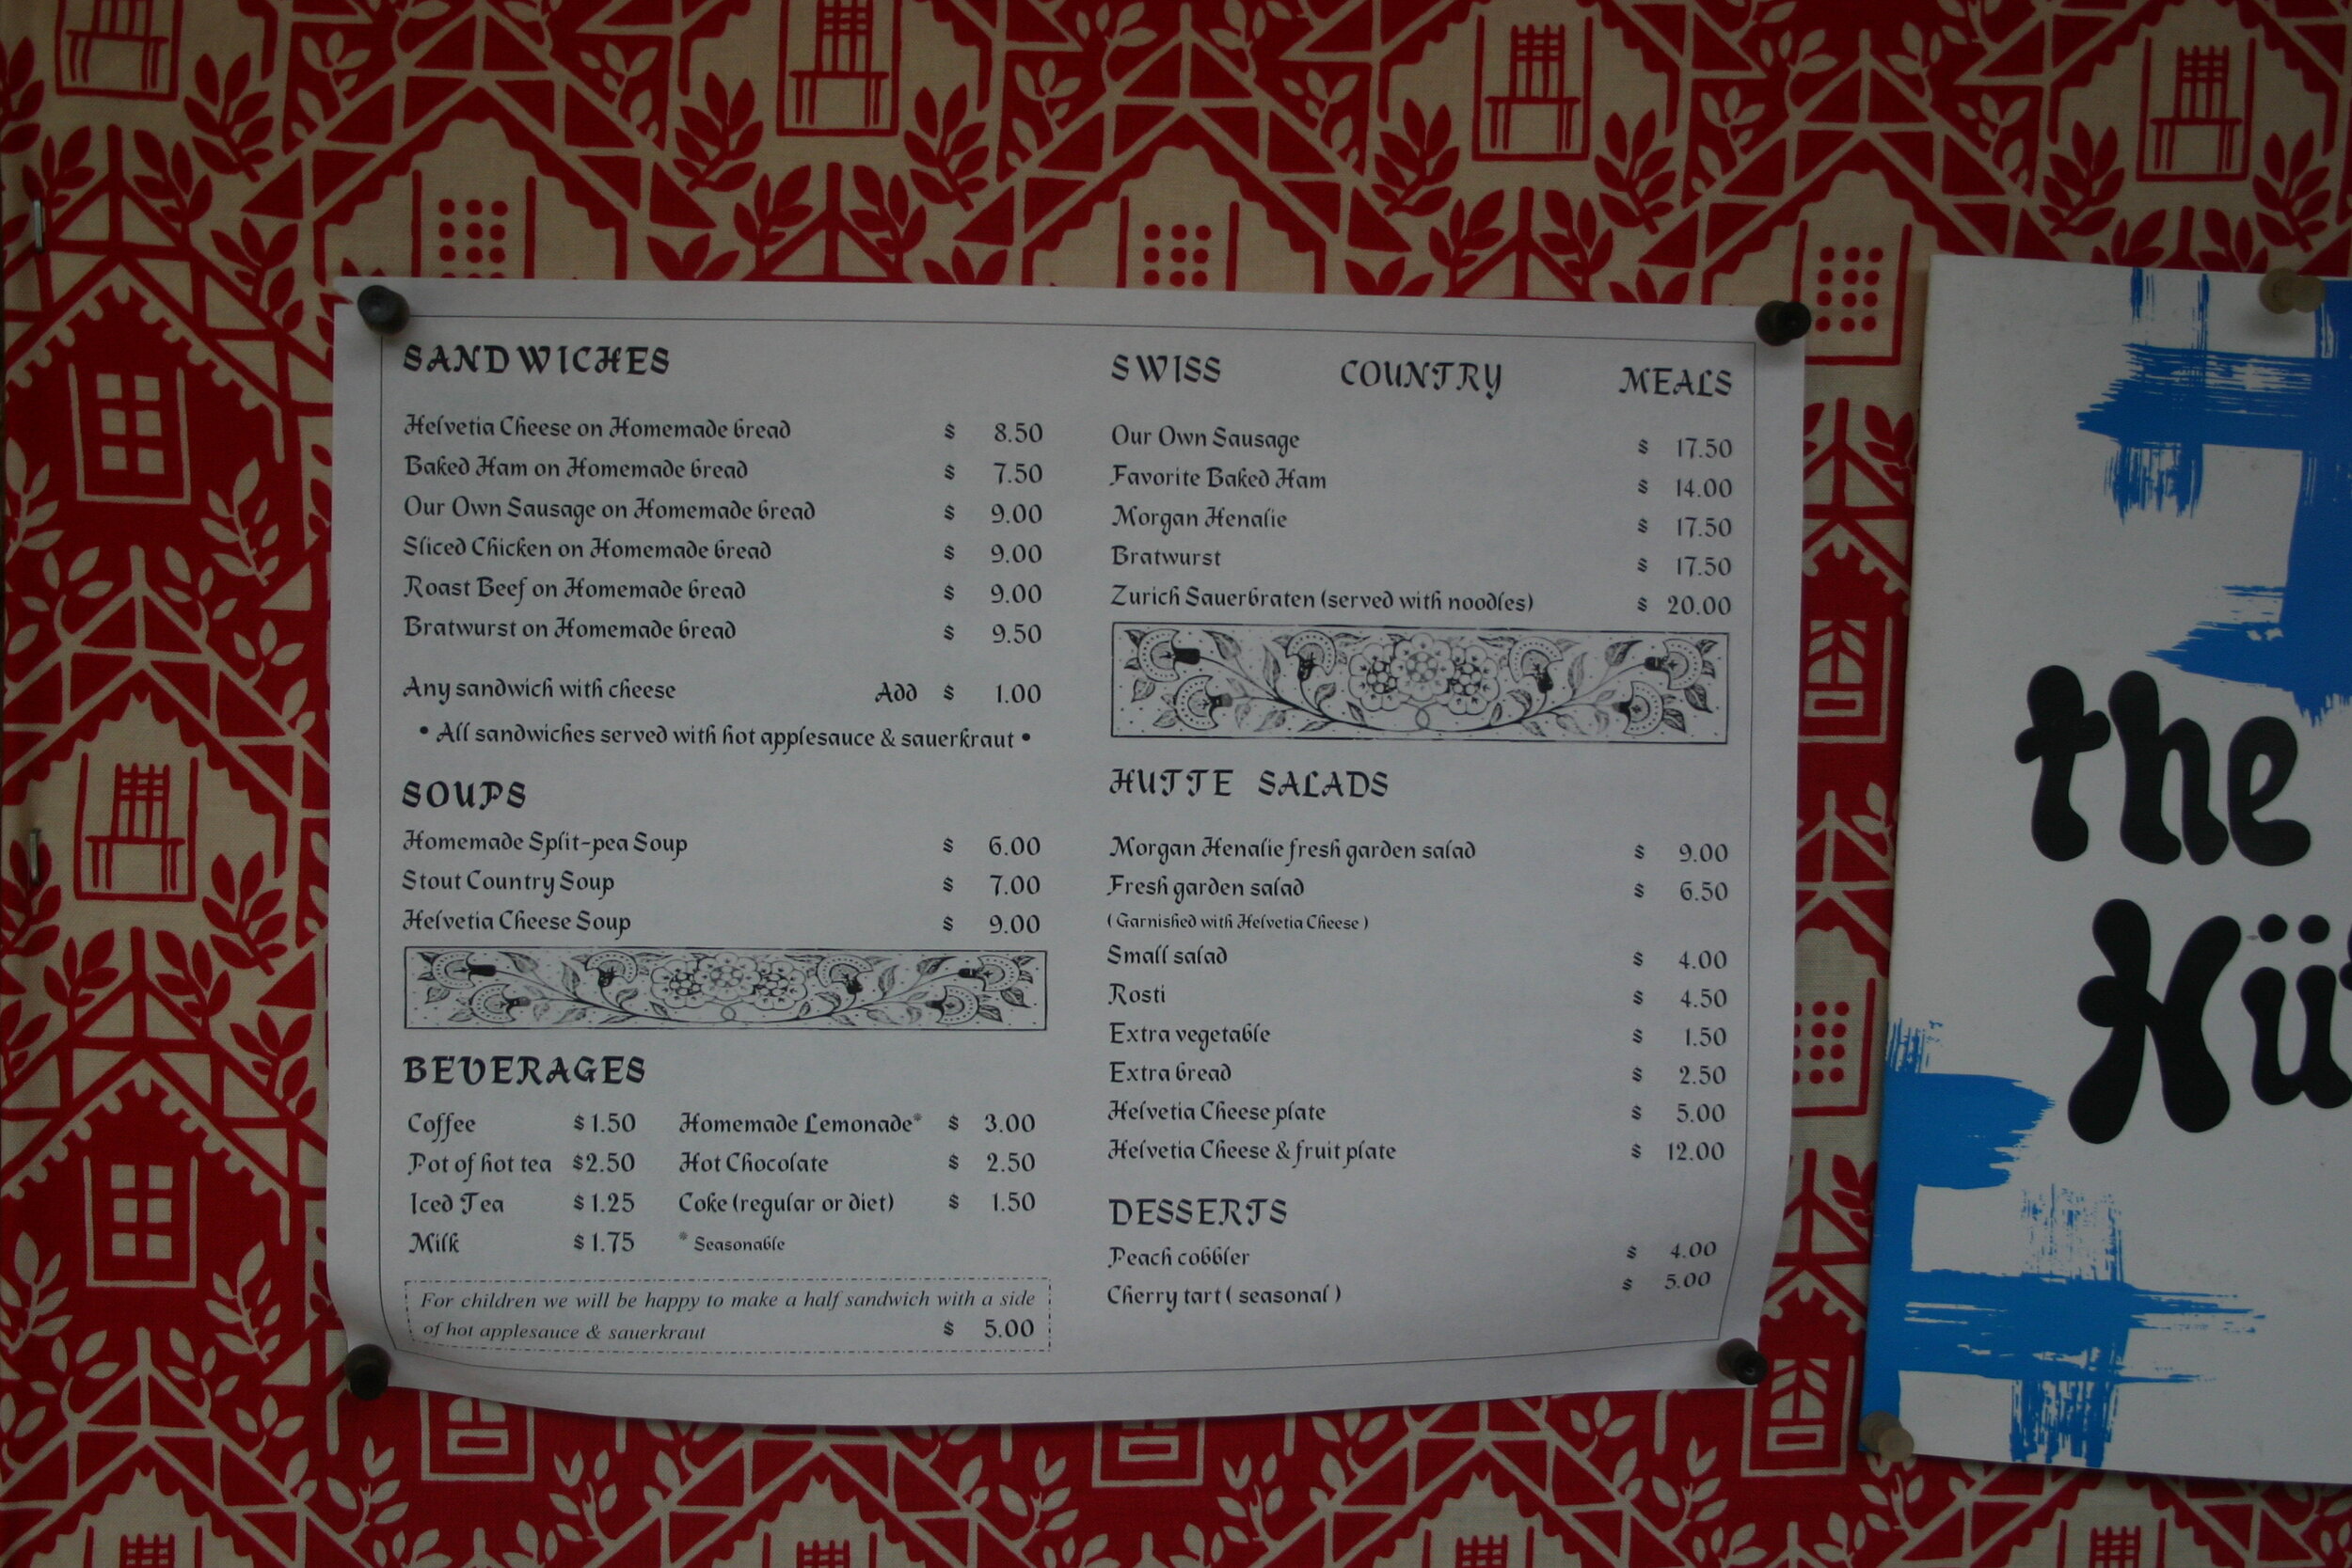 SANDWICHES
Helvetia Cheese on Homemade bread $ 8.50
Baked Ham on Homemade bread $ 7.50
Our Own Sausage on Homemade bread $ 9.00
Sliced Chicken on Homemade bread $ 9.00
Roast Beef on Homemade bread $ 9.00
Bratwurst on Homemade bread $ 9.50
Any sandwich with cheese Add $ 1.00
• All sandwiches served with hot applesauce & sauerkraut •
SOUPS
Homemade Split-pea Soup $ 6.00
Stout Country Soup $ 7.00
Helvetia Cheese Soup $ 9.00
BEVERAGES
Coffee $ 1.50 Homemade Lemonade* $ 3.00
Pot of hot tea $2.50 Hot Chocolate $ 2.50
Iced Tea $ 1.25 Coke (regular or diet) $ 1.50
Milk $ 1.75 * Seasonable
For children we will be happy to make a half sandwich with a side
of hot applesauce & sauerkraut $ 5.00
SWISS COUNTRY MEALS
Our Own Sausage $ 17.50
Favorite Baked Ham $ 14.00
Morgan Henalie $ 17.50
Bratwurst $ 17.50
Zurich Sauerbraten (served with noodles) $ 20.00
HUTTE SALADS
Morgan Henalie fresh garden salad $ 9.00
Fresh garden salad $ 6.50
( Garnished with Helvetia Cheese )
Small salad $ 4.00
Rosti $ 4.50
Extra vegetable $ 1.50
Extra bread $ 2.50
Helvetia Cheese plate $ 5.00
Helvetia Cheese & fruit plate $ 12.00
DESSERTS
Peach cobbler $ 4.00
Cherry tart ( seasonal ) $ 5.00
the
Hü